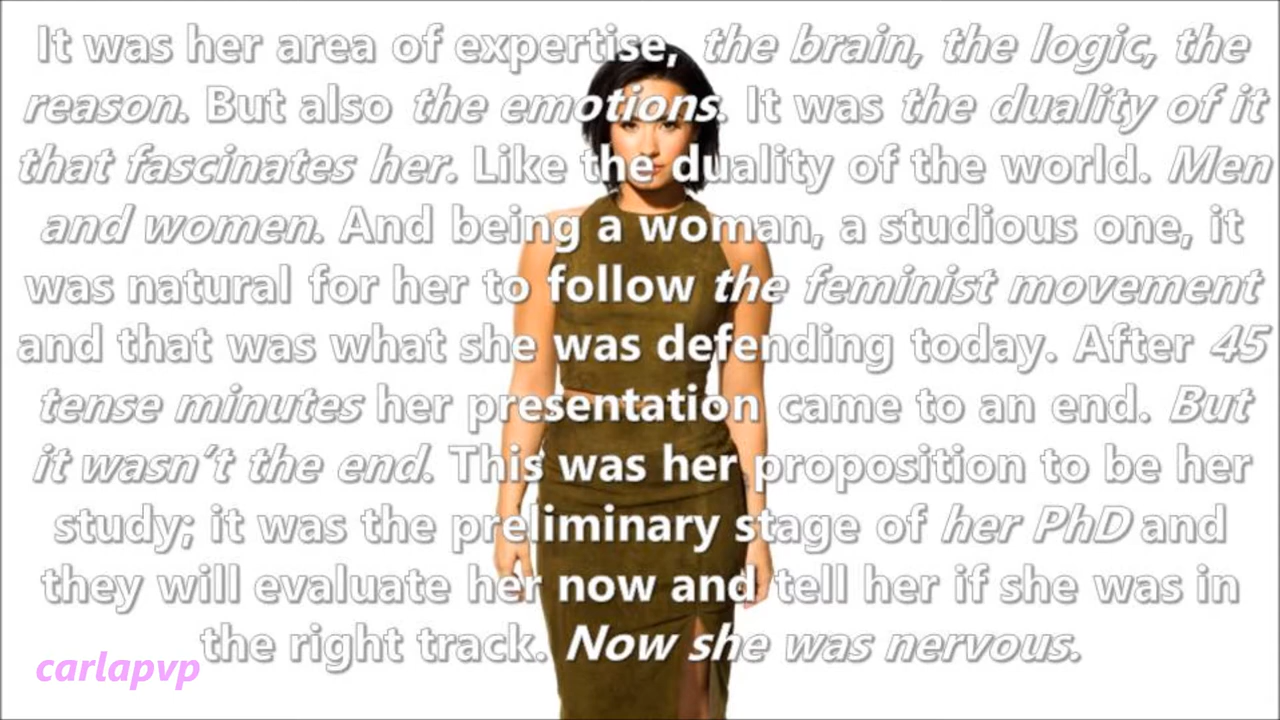 It was her area of expertise, the brain, the logic, the
reason. But also the emotions. It was the duality of it
that fascinates her. Like the duality of the world. Men
and women. And being a woman, a studious one, it
was natural for her to follow the feminist movement
and that was what she was defending today. After 45
tense minutes her presentation came to an end. But
it wasn’t the end. This was her proposition to be her
study; it was the preliminary stage of her PhD and
they will evaluate her now and tell her if she was in
the right track. Now she was nervous.
carlapvp